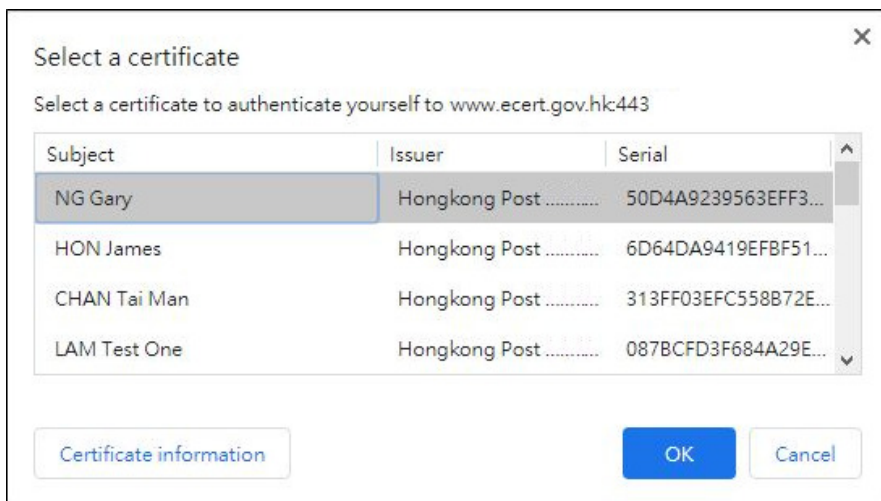 Select a certificate
Select a certificate to authenticate yourself to www.ecert.gov.hk:443
Subject Issuer Serial
NG Gary Hongkong Post ........... 50D4A9239563EFF3...
HON James Hongkong Post ........... 6D64DA9419EFBF51...
CHAN Tai Man Hongkong Post ........... 313FF03EFC558B72E...
LAM Test One Hongkong Post ........... 087BCFD3F684A29E...
Certificate information OK Cancel